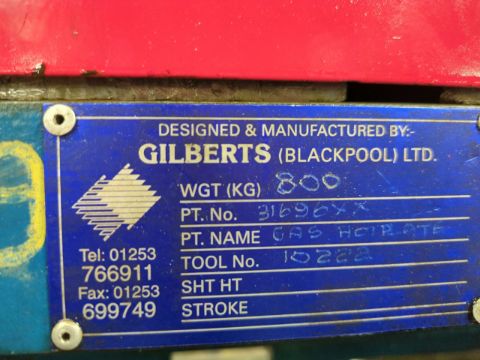 DESIGNED & MANUFACTURED BY:-
GILBERTS (BLACKPOOL) LTD.
WGT (KG) 800
PT. No. 31696XX
PT. NAME GAS
TOOL No. 10222
SHT HT
STROKE
Tel: 01253
766911
Fax: 01253
699749